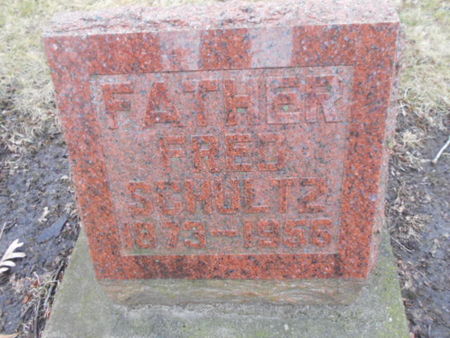 FATHER
FRED
SCHULTZ
1873-1956